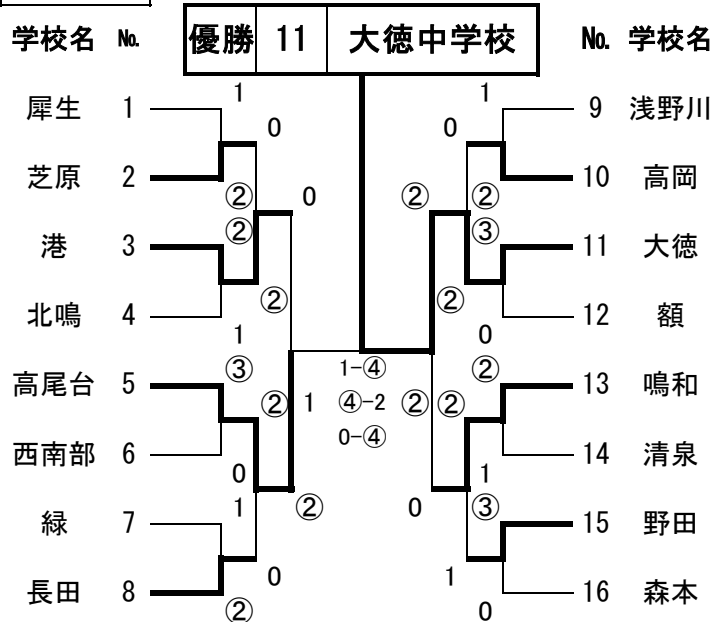 学校名 No. 優勝 11 大徳中学校 No. 学校名
1 1
犀生 1 9 浅野川
0 0
芝原 2 10 高岡
② 0 ② ②
② ③
港 3 11 大徳
② ②
北鳴 4 12 額
1 0
③ 1-④ ②
高尾台 5 13 鳴和
② 1 ④-2 ② ②
0-④
西南部 6 14 清泉
0 1
1 ② 0 ③
緑 7 15 野田
0 1
長田 8 16 森本
② 0